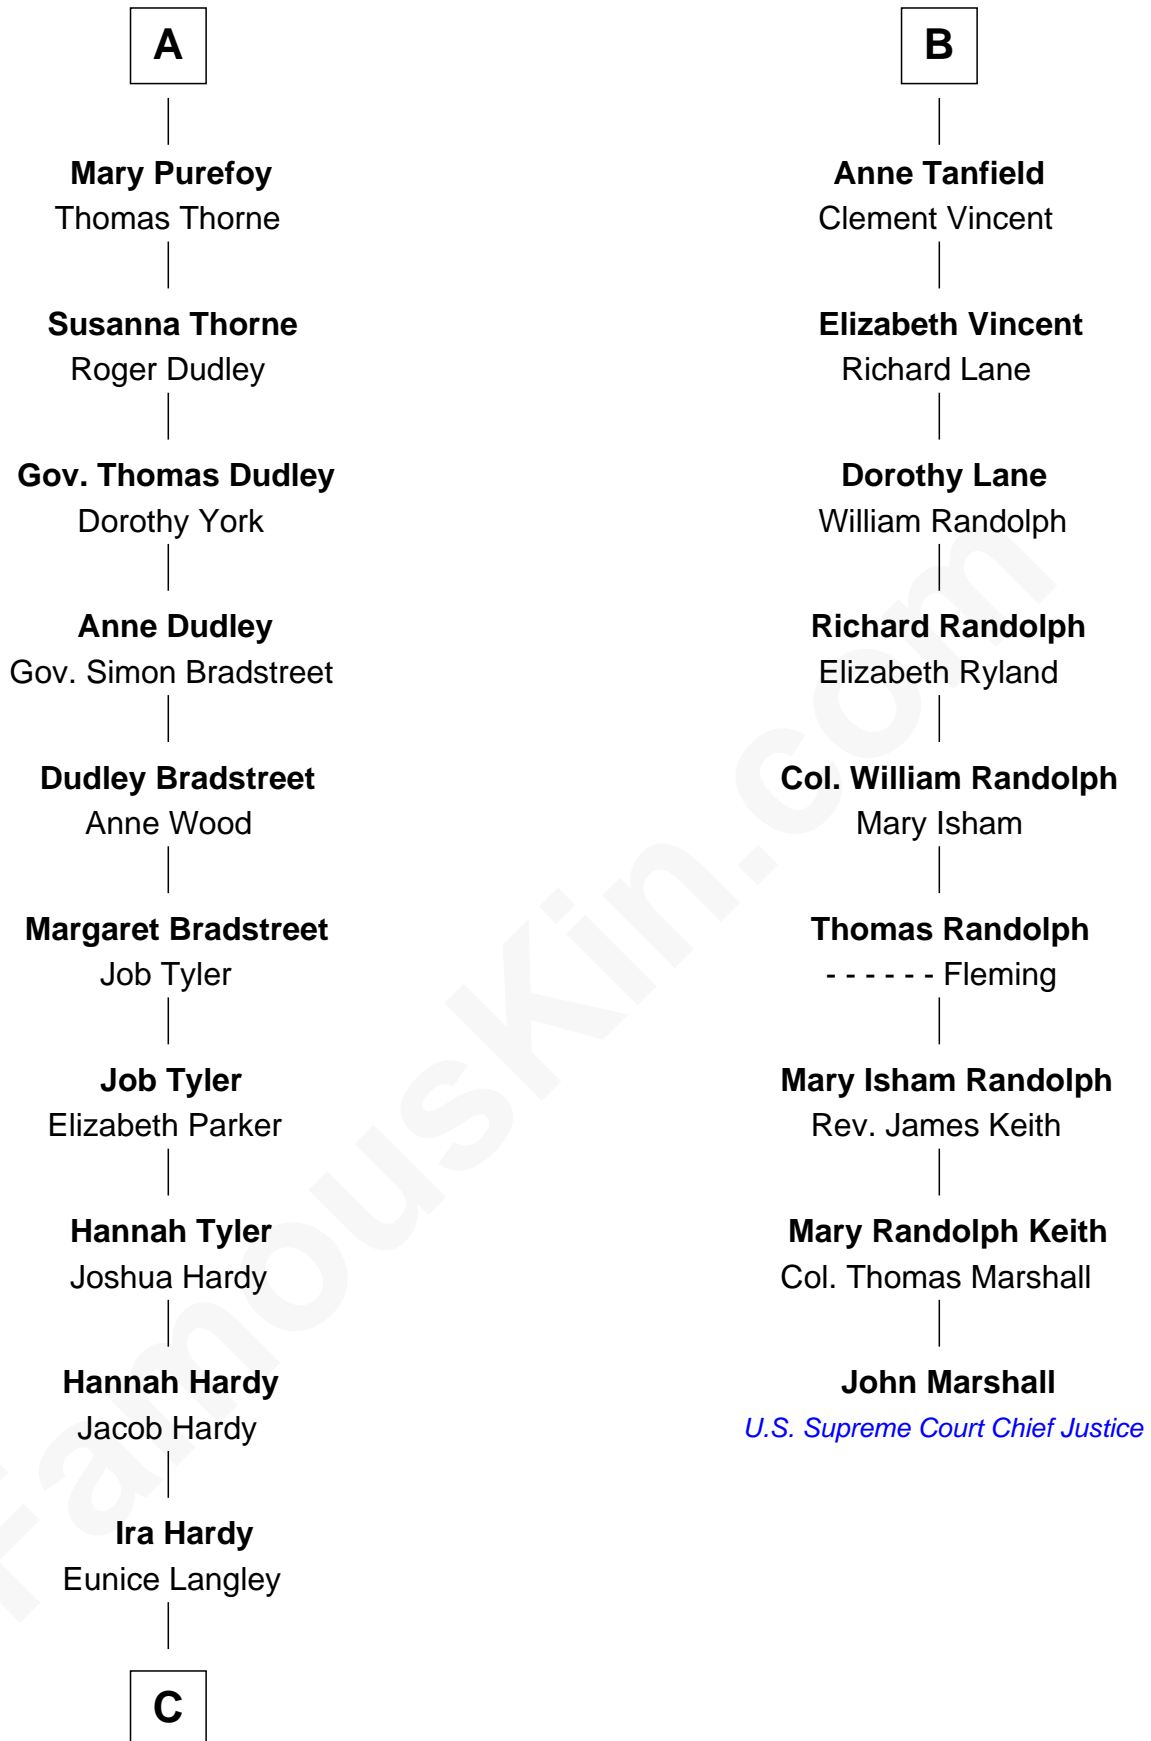 A
Mary Purefoy
Thomas Thorne
Susanna Thorne
Roger Dudley
Gov. Thomas Dudley
Dorothy York
Anne Dudley
Gov. Simon Bradstreet
Dudley Bradstreet
Anne Wood
Margaret Bradstreet
Job Tyler
Job Tyler
Elizabeth Parker
Hannah Tyler
Joshua Hardy
Hannah Hardy
Jacob Hardy
Ira Hardy
Eunice Langley
C
B
Anne Tanfield
Clement Vincent
Elizabeth Vincent
Richard Lane
Dorothy Lane
William Randolph
Richard Randolph
Elizabeth Ryland
Col. William Randolph
Mary Isham
Thomas Randolph
- - - - - - Fleming
Mary Isham Randolph
Rev. James Keith
Mary Randolph Keith
Col. Thomas Marshall
John Marshall
U.S. Supreme Court Chief Justice
FamousKin.com